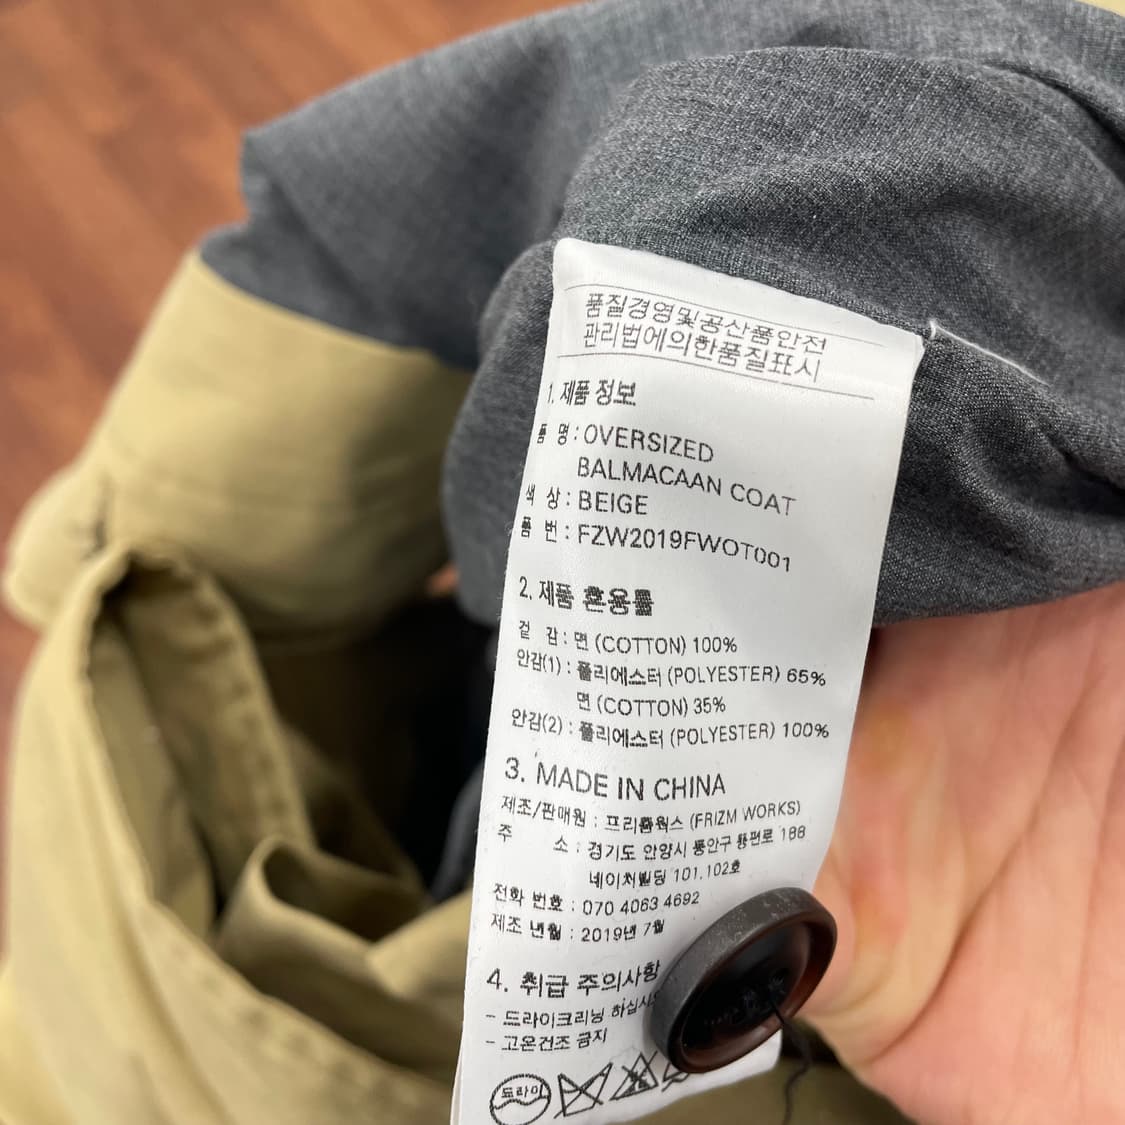 품질경영및공산품안전
관리법에의한품질표시
1. 제품 정보
품 명 : OVERSIZED
BALMACAAN COAT
색 상 : BEIGE
품 번 : FZW2019FWOT001
2. 제품 혼용률
겉 감 : 면 (COTTON) 100%
안감(1) : 폴리에스터 (POLYESTER) 65%
면 (COTTON) 35%
안감(2) : 폴리에스터 (POLYESTER) 100%
3. MADE IN CHINA
제조/판매원 : 프리즘웍스 (FRIZM WORKS)
주 소 : 경기도 안양시 동안구 흥편로 188
네이처빌딩 101,102호
전화 번호 : 070 4063 4692
제조 년월 : 2019년 7월
4. 취급 주의사항
- 드라이크리닝 하십시오
- 고온건조 금지
드라이